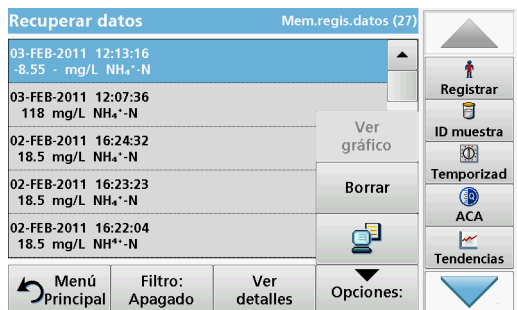 Recuperar datos Mem.regis.datos (27)
03-FEB-2011 12:13:16
-8.55 - mg/L NH₄⁺-N
03-FEB-2011 12:07:36
118 mg/L NH₄⁺-N
02-FEB-2011 16:24:32
18.5 mg/L NH₄⁺-N
02-FEB-2011 16:23:23
18.5 mg/L NH₄⁺-N
02-FEB-2011 16:22:04
18.5 mg/L NH⁴⁺-N
Ver
gráfico
Borrar
Menú
Principal
Filtro:
Apagado
Ver
detalles
Opciones:
Registrar
ID muestra
Temporizad
ACA
Tendencias